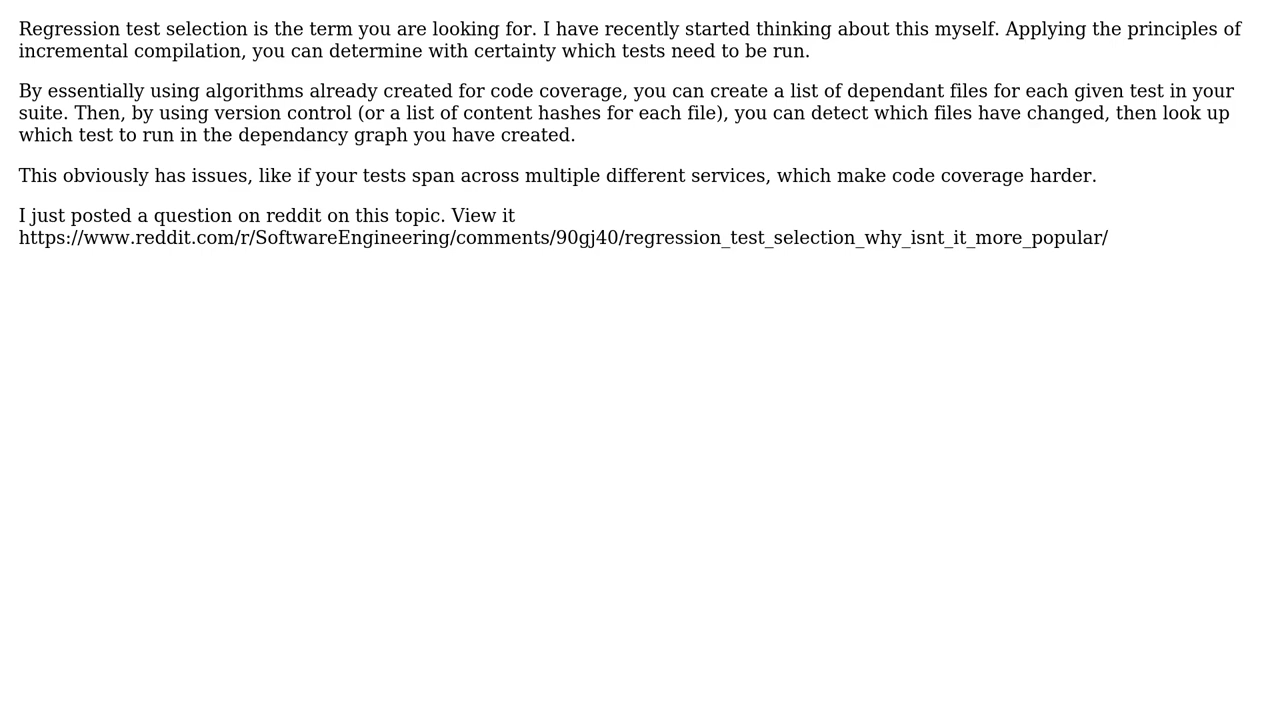 Regression test selection is the term you are looking for. I have recently started thinking about this myself. Applying the principles of
incremental compilation, you can determine with certainty which tests need to be run.
By essentially using algorithms already created for code coverage, you can create a list of dependant files for each given test in your
suite. Then, by using version control (or a list of content hashes for each file), you can detect which files have changed, then look up
which test to run in the dependancy graph you have created.
This obviously has issues, like if your tests span across multiple different services, which make code coverage harder.
I just posted a question on reddit on this topic. View it
https://www.reddit.com/r/SoftwareEngineering/comments/90gj40/regression_test_selection_why_isnt_it_more_popular/